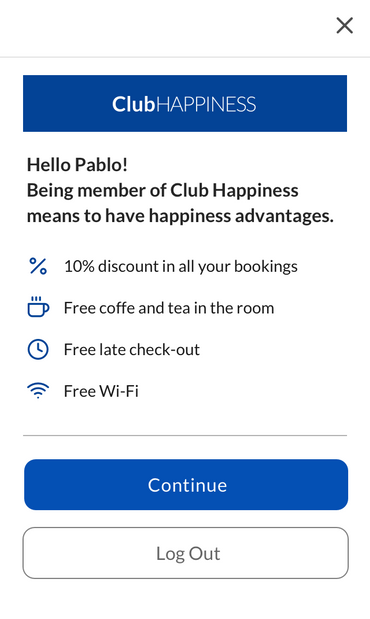 ClubHAPPINESS
Hello Pablo!
Being member of Club Happiness
means to have happiness advantages.
10% discount in all your bookings
Free coffe and tea in the room
Free late check-out
Free Wi-Fi
Continue
Log Out